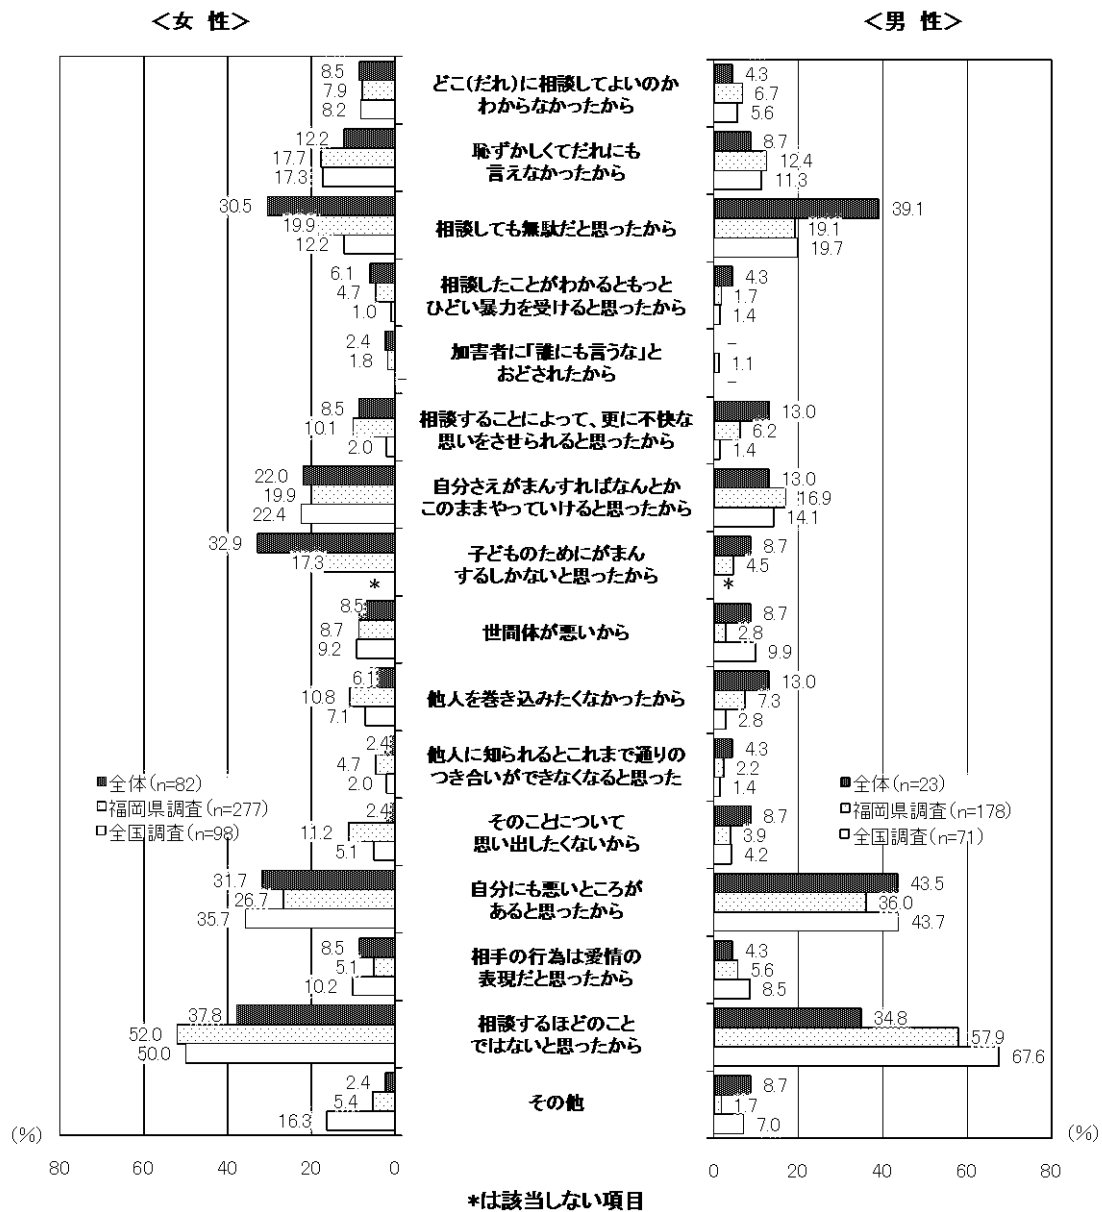 ＜女 性＞
＜男 性＞
8.5
7.9
8.2
どこ(だれ)に相談してよいのか
わからなかったから
4.3
6.7
5.6
12.2
17.7
17.3
恥ずかしくてだれにも
言えなかったから
8.7
12.4
11.3
30.5
19.9
12.2
相談しても無駄だと思ったから
39.1
19.1
19.7
6.1
4.7
1.0
相談したことがわかるともっと
ひどい暴力を受けると思ったから
4.3
1.7
1.4
2.4
1.8
－
加害者に「誰にも言うな」と
おどされたから
－
1.1
－
8.5
10.1
2.0
相談することによって、更に不快な
思いをさせられると思ったから
13.0
6.2
1.4
22.0
19.9
22.4
自分さえがまんすればなんとか
このままやっていけると思ったから
13.0
16.9
14.1
32.9
17.3
*
子どものためにがまん
するしかないと思ったから
8.7
4.5
*
8.5
8.7
9.2
世間体が悪いから
8.7
2.8
9.9
6.1
10.8
7.1
他人を巻き込みたくなかったから
13.0
7.3
2.8
2.4
4.7
2.0
他人に知られるとこれまで通りの
つき合いができなくなると思った
4.3
2.2
1.4
全体(n=82)
福岡県調査(n=277)
全国調査(n=98)
全体(n=23)
福岡県調査(n=178)
全国調査(n=71)
2.4
11.2
5.1
そのことについて
思い出したくないから
8.7
3.9
4.2
31.7
26.7
35.7
自分にも悪いところが
あると思ったから
43.5
36.0
43.7
8.5
5.1
10.2
相手の行為は愛情の
表現だと思ったから
4.3
5.6
8.5
37.8
52.0
50.0
相談するほどのこと
ではないと思ったから
34.8
57.9
67.6
2.4
5.4
16.3
その他
8.7
1.7
7.0
(%)
(%)
80 60 40 20 0
0 20 40 60 80
*は該当しない項目